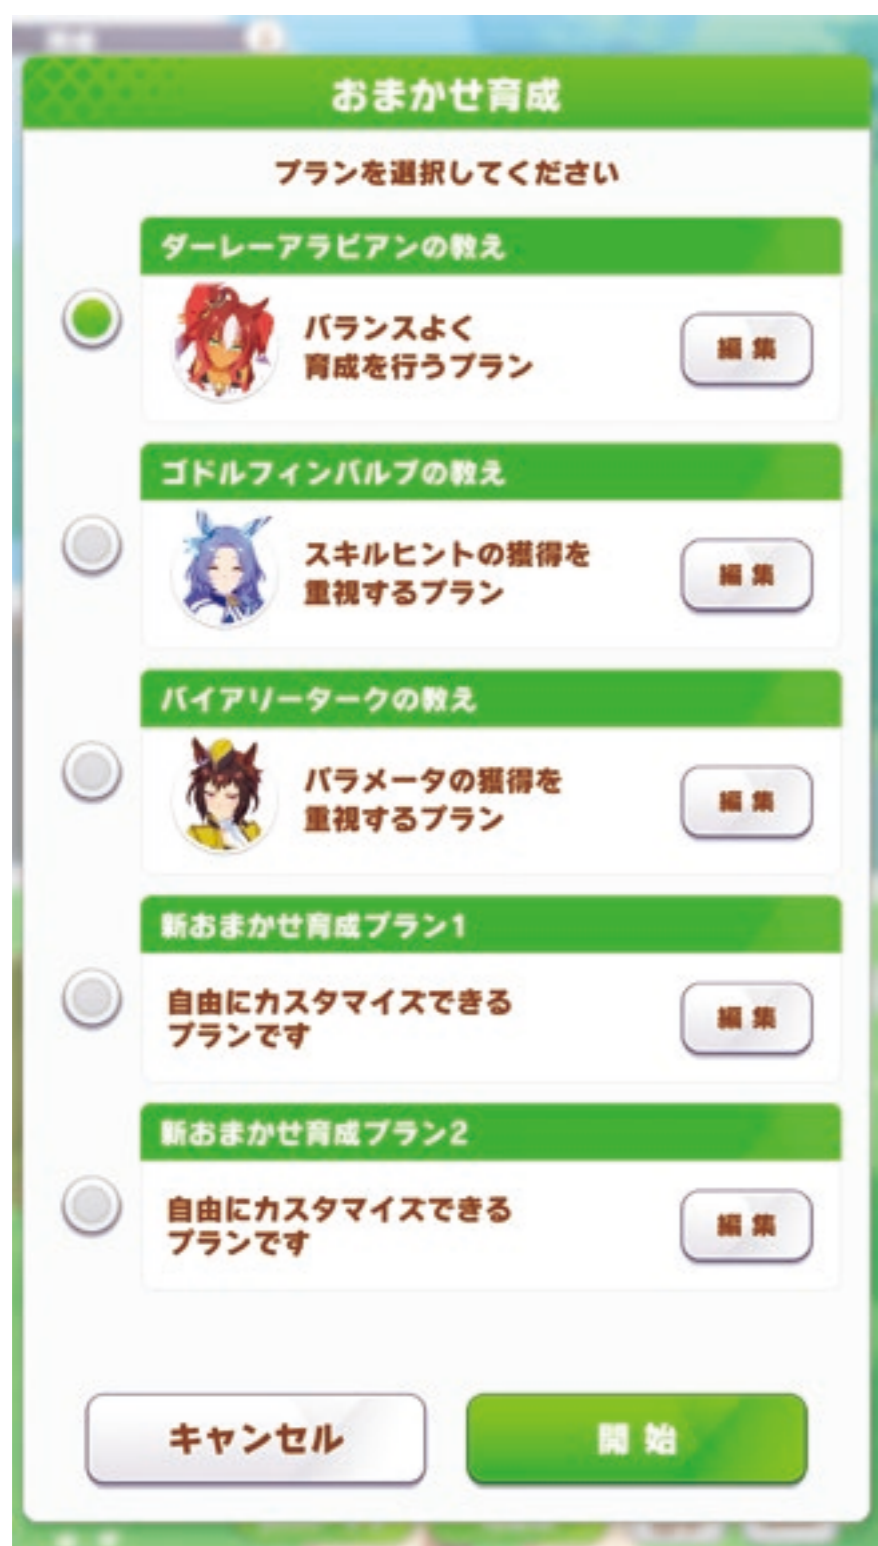 おまかせ育成
プランを選択してください
ダーレーアラビアンの教え
バランスよく
育成を行うプラン
編集
ゴドルフィンバルブの教え
スキルヒントの獲得を
重視するプラン
編集
バイアリータークの教え
パラメータの獲得を
重視するプラン
編集
新おまかせ育成プラン1
自由にカスタマイズできる
プランです
編集
新おまかせ育成プラン2
自由にカスタマイズできる
プランです
編集
キャンセル
開始